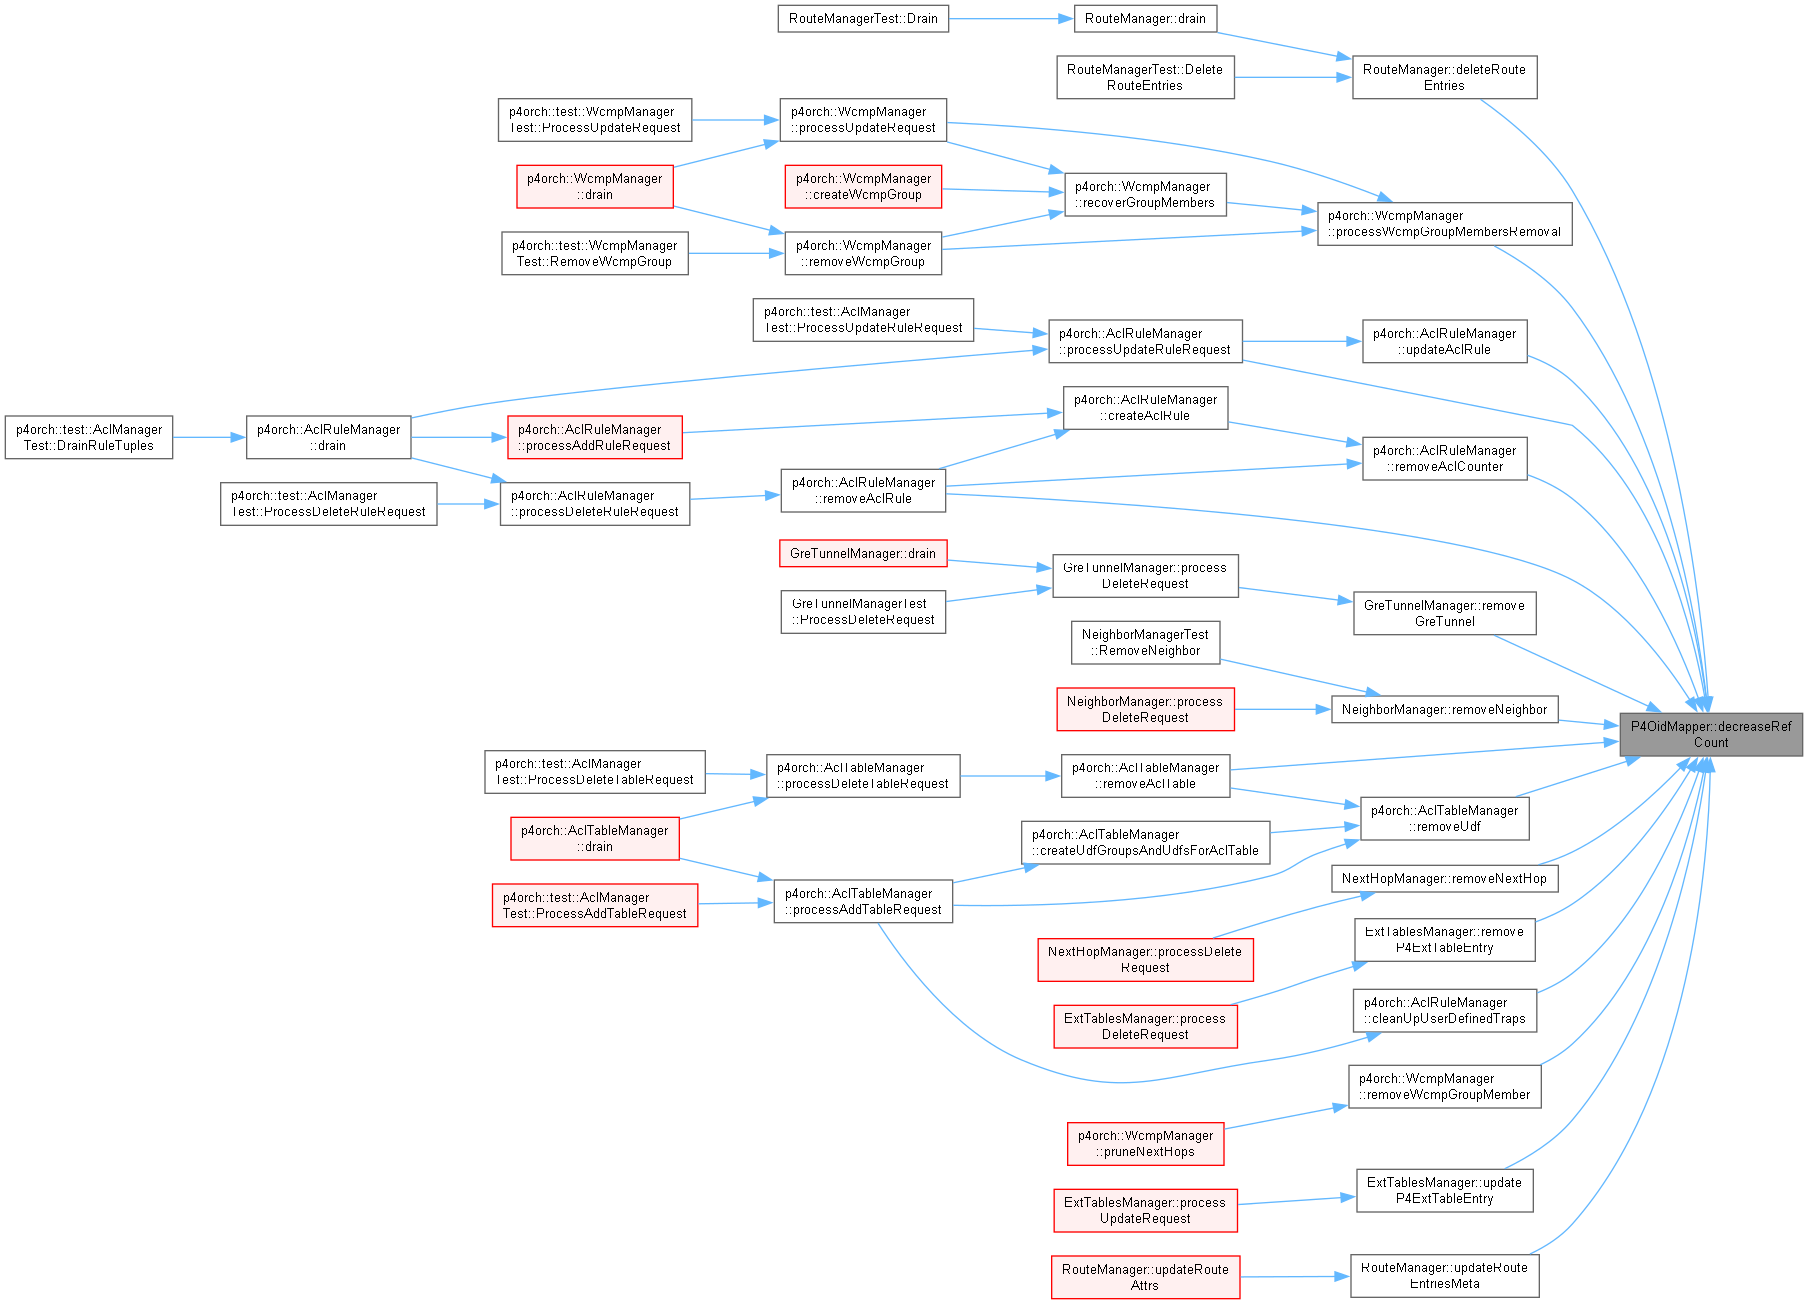 RouteManagerTest::Drain
RouteManager::drain
RouteManagerTest::Delete
RouteEntries
RouteManager::deleteRoute
Entries
p4orch::test::WcmpManager
Test::ProcessUpdateRequest
p4orch::WcmpManager
::processUpdateRequest
p4orch::WcmpManager
::drain
p4orch::WcmpManager
::createWcmpGroup
p4orch::WcmpManager
::recoverGroupMembers
p4orch::WcmpManager
::processWcmpGroupMembersRemoval
p4orch::test::WcmpManager
Test::RemoveWcmpGroup
p4orch::WcmpManager
::removeWcmpGroup
p4orch::test::AclManager
Test::ProcessUpdateRuleRequest
p4orch::AclRuleManager
::processUpdateRuleRequest
p4orch::AclRuleManager
::updateAclRule
p4orch::AclRuleManager
::createAclRule
p4orch::test::AclManager
Test::DrainRuleTuples
p4orch::AclRuleManager
::drain
p4orch::AclRuleManager
::processAddRuleRequest
p4orch::AclRuleManager
::removeAclCounter
p4orch::test::AclManager
Test::ProcessDeleteRuleRequest
p4orch::AclRuleManager
::processDeleteRuleRequest
p4orch::AclRuleManager
::removeAclRule
GreTunnelManager::drain
GreTunnelManager::process
DeleteRequest
GreTunnelManagerTest
::ProcessDeleteRequest
GreTunnelManager::remove
GreTunnel
NeighborManagerTest
::RemoveNeighbor
NeighborManager::process
DeleteRequest
NeighborManager::removeNeighbor
P4OidMapper::decreaseRef
Count
p4orch::test::AclManager
Test::ProcessDeleteTableRequest
p4orch::AclTableManager
::processDeleteTableRequest
p4orch::AclTableManager
::removeAclTable
p4orch::AclTableManager
::removeUdf
p4orch::AclTableManager
::drain
p4orch::AclTableManager
::createUdfGroupsAndUdfsForAclTable
p4orch::test::AclManager
Test::ProcessAddTableRequest
p4orch::AclTableManager
::processAddTableRequest
NextHopManager::removeNextHop
NextHopManager::processDelete
Request
ExtTablesManager::remove
P4ExtTableEntry
ExtTablesManager::process
DeleteRequest
p4orch::AclRuleManager
::cleanUpUserDefinedTraps
p4orch::WcmpManager
::removeWcmpGroupMember
p4orch::WcmpManager
::pruneNextHops
ExtTablesManager::update
P4ExtTableEntry
ExtTablesManager::process
UpdateRequest
RouteManager::updateRoute
Attrs
RouteManager::updateRoute
EntriesMeta